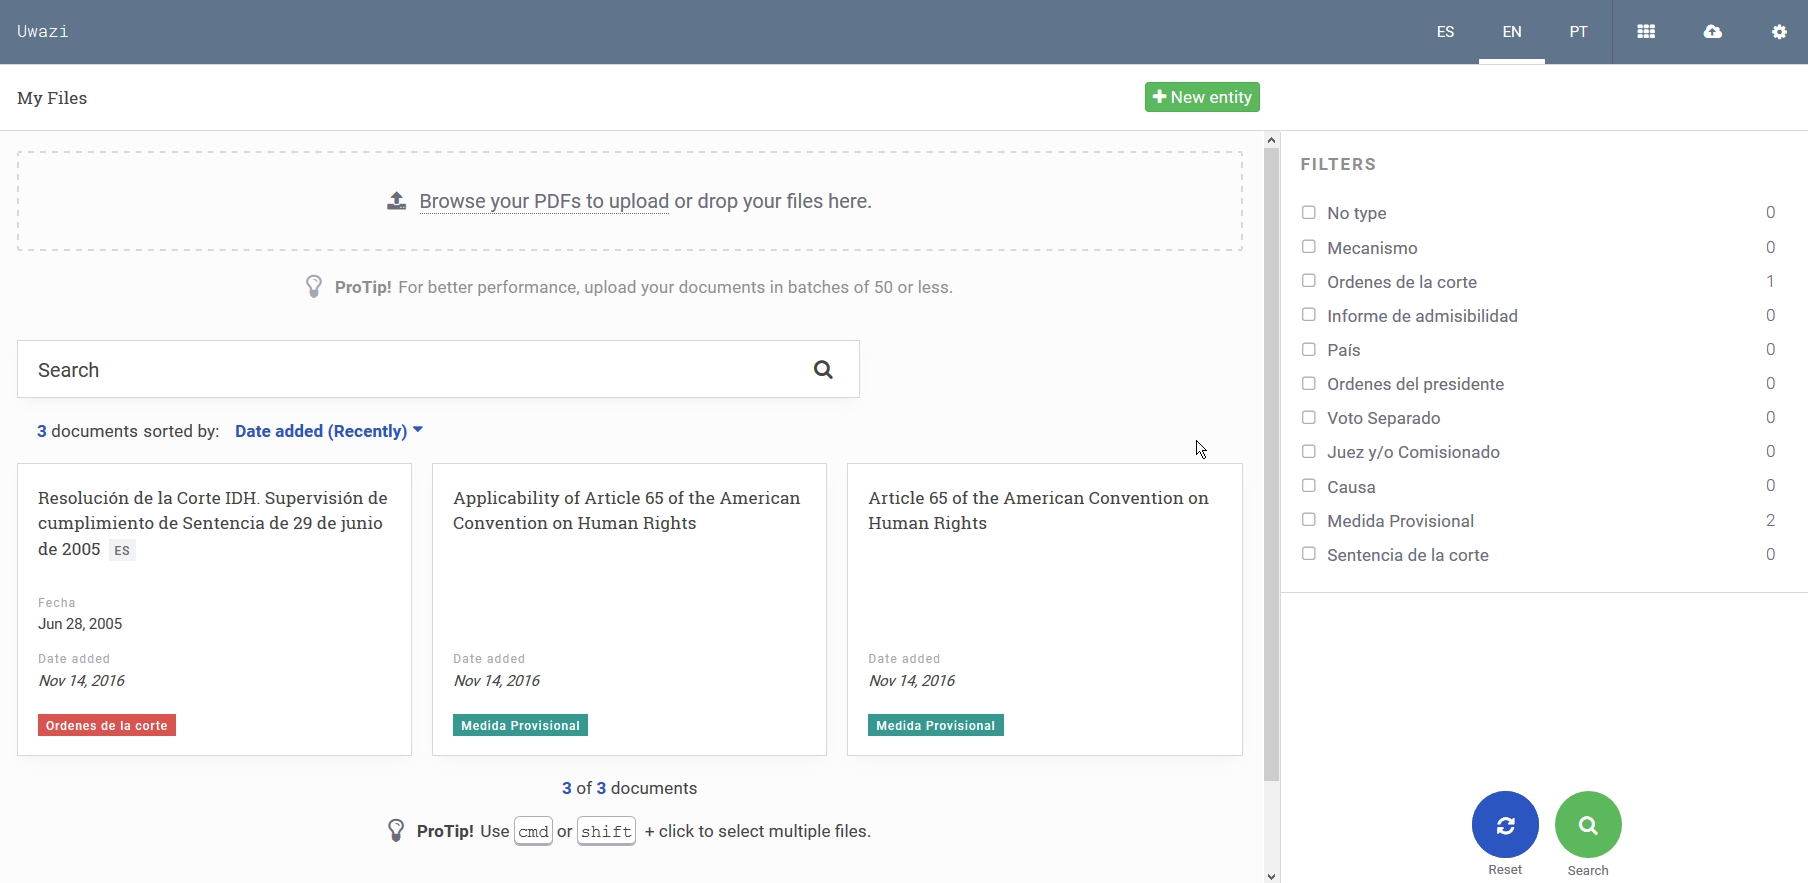 Uwazi
ES EN PT
My Files
New entity
Browse your PDFs to upload or drop your files here.
ProTip! For better performance, upload your documents in batches of 50 or less.
Search
3 documents sorted by: Date added (Recently)
Resolución de la Corte IDH. Supervisión de
cumplimiento de Sentencia de 29 de junio
de 2005 ES
Fecha
Jun 28, 2005
Date added
Nov 14, 2016
Ordenes de la corte
Applicability of Article 65 of the American
Convention on Human Rights
Date added
Nov 14, 2016
Medida Provisional
Article 65 of the American Convention on
Human Rights
Date added
Nov 14, 2016
Medida Provisional
3 of 3 documents
ProTip! Use cmd or shift + click to select multiple files.
FILTERS
No type 0
Mecanismo 0
Ordenes de la corte 1
Informe de admisibilidad 0
País 0
Ordenes del presidente 0
Voto Separado 0
Juez y/o Comisionado 0
Causa 0
Medida Provisional 2
Sentencia de la corte 0
Reset
Search